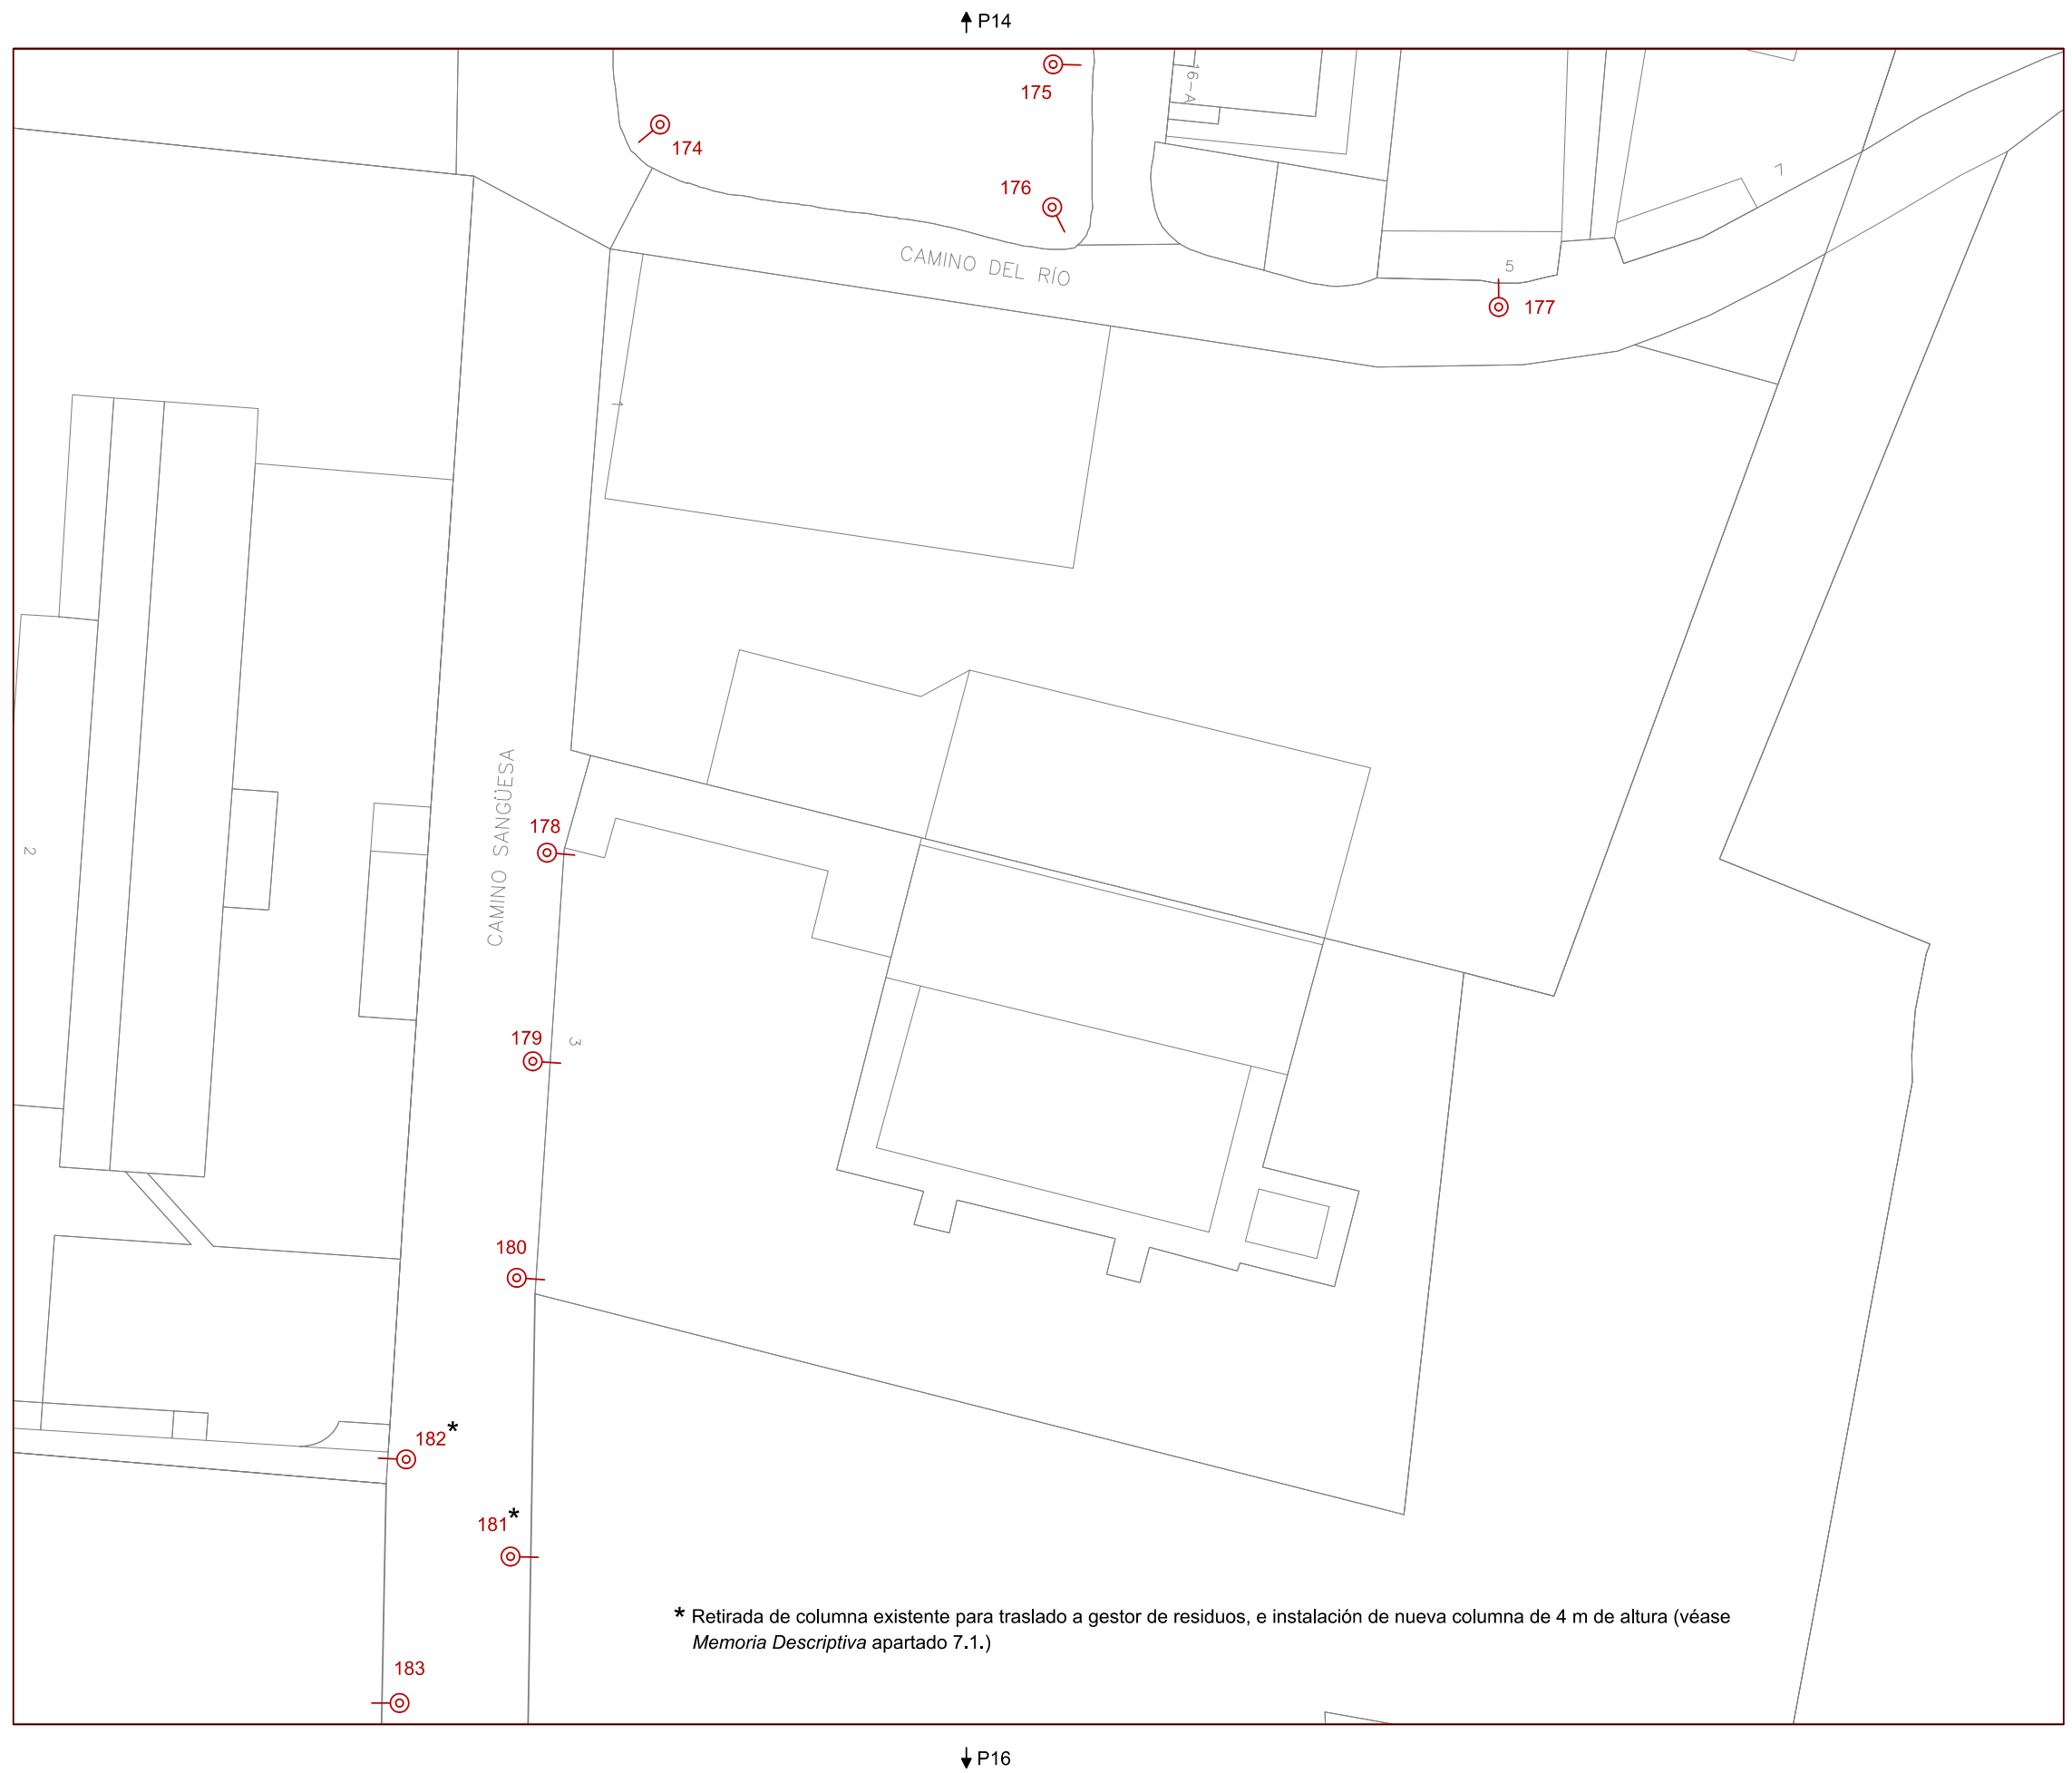 P14
175
16-A
174
7
176
CAMINO DEL RÍO
5
177
1
CAMINO SANGÜESA
178
2
179
3
180
182*
181*
* Retirada de columna existente para traslado a gestor de residuos, e instalación de nueva columna de 4 m de altura (véase
Memoria Descriptiva apartado 7.1.)
183
P16